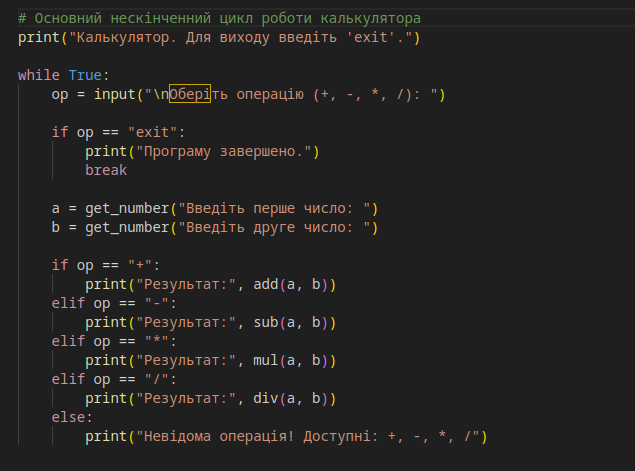 # Основний нескінченний цикл роботи калькулятора
print("Калькулятор. Для виходу введіть 'exit'.")
while True:
    op = input("\nОберіть операцію (+, -, *, /): ")
    if op == "exit":
        print("Програму завершено.")
        break
    a = get_number("Введіть перше число: ")
    b = get_number("Введіть друге число: ")
    if op == "+":
        print("Результат:", add(a, b))
    elif op == "-":
        print("Результат:", sub(a, b))
    elif op == "*":
        print("Результат:", mul(a, b))
    elif op == "/":
        print("Результат:", div(a, b))
    else:
        print("Невідома операція! Доступні: +, -, *, /")